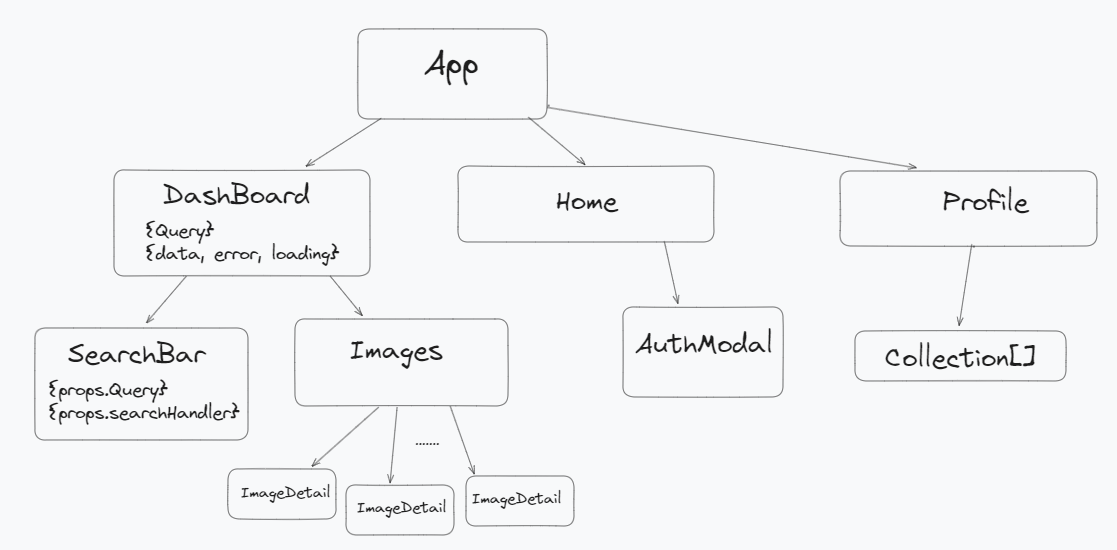 App
DashBoard
{Query}
{data, error, loading}
Home
Profile
SearchBar
{props.Query}
{props.searchHandler}
Images
AuthModal
Collection[]
.......
ImageDetail
ImageDetail
ImageDetail